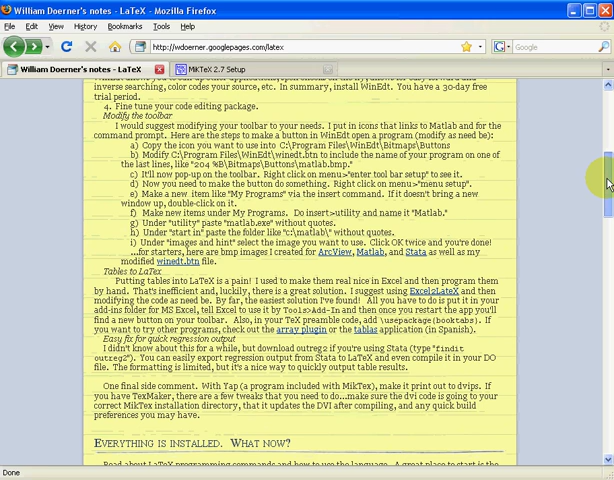 William Doerner's notes - LaTeX - Mozilla Firefox
File Edit View History Bookmarks Tools Help
http://wdoerner.googlepages.com/latex
Google
William Doerner's notes - LaTeX
MiKTeX 2.7 Setup
inverse searching, color codes your source, etc. In summary, install WinEdt. You have a 30-day free
trial period.
4. Fine tune your code editing package.
Modify the toolbar
I would suggest modifying your toolbar to your needs. I put in icons that links to Matlab and for the
command prompt. Here are the steps to make a button in WinEdt open a program (modify as need be):
a) Copy the icon you want to use into C:\Program Files\WinEdt\Bitmaps\Buttons
b) Modify C:\Program Files\WinEdt\winedt.btn to include the name of your program on one of
the last lines, like "204 %B\Bitmaps\Buttons\matlab.bmp."
c) It'll now pop-up on the toolbar. Right click on menu>"enter tool bar setup" to see it.
d) Now you need to make the button do something. Right click on menu>"menu setup".
e) Make a new item like "My Programs" via the insert command. If it doesn't bring a new
window up, double-click on it.
f) Make new items under My Programs. Do insert>utility and name it "Matlab."
g) Under "utility" paste "matlab.exe" without quotes.
h) Under "start in" paste the folder like "c:\matlab\" without quotes.
i) Under "images and hint" select the image you want to use. Click OK twice and you're done!
...for starters, here are bmp images I created for ArcView, Matlab, and Stata as well as my
modified winedt.btn file.
Tables to LaTex
Putting tables into LaTeX is a pain! I used to make them real nice in Excel and then program them
by hand. That's inefficient and, luckily, there is a great solution. I suggest using Excel2LateX and then
modifying the code as need be. By far, the easiest solution I've found! All you have to do is put it in your
add-ins folder for MS Excel, tell Excel to use it by Tools>Add-In and then once you restart the app you'll
find a new button on your toolbar. Also, in your TeX preamble code, add \usepackage{booktabs}. If
you want to try other programs, check out the array plugin or the tablas application (in Spanish).
Easy fix for quick regression output
I didn't know about this for a while, but download outreg2 if you're using Stata (type "findit
outreg2"). You can easily export regression output from Stata to LaTeX and even compile it in your DO
file. The formatting is limited, but it's nice way to quickly output table results.
One final side comment. With Yap (a program included with MikTex), make it print out to dvips. If
you have TexMaker, there are a few tweaks that you need to do...make sure the dvi code is going to your
correct MikTex installation directory, that it updates the DVI after compiling, and any quick build
preferences you may have.
EVERYTHING IS INSTALLED. WHAT NOW?
Read about LaTeX programming commands and how to use the language. A great place to start is the
Done